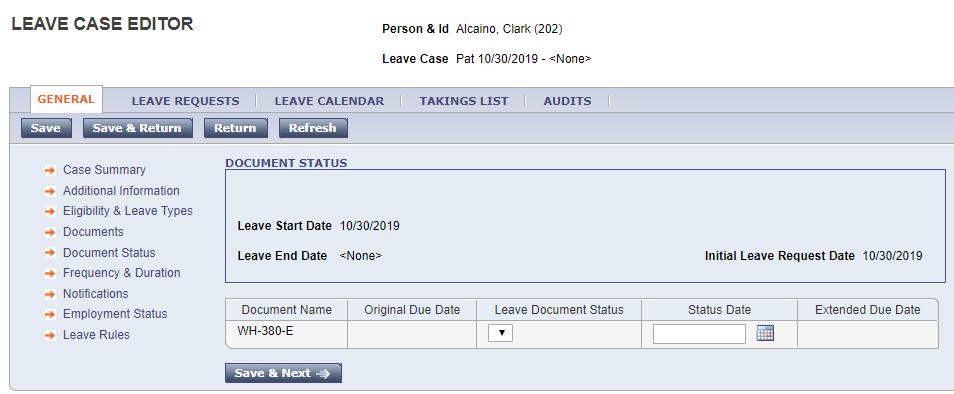 LEAVE CASE EDITOR
Person & Id Alcaino, Clark (202)
Leave Case Pat 10/30/2019 - <None>
GENERAL LEAVE REQUESTS LEAVE CALENDAR TAKINGS LIST AUDITS
Save Save & Return Return Refresh
Case Summary
Additional Information
Eligibility & Leave Types
Documents
Document Status
Frequency & Duration
Notifications
Employment Status
Leave Rules
DOCUMENT STATUS
Leave Start Date 10/30/2019
Leave End Date <None> Initial Leave Request Date 10/30/2019
Document Name Original Due Date Leave Document Status Status Date Extended Due Date
WH-380-E
Save & Next